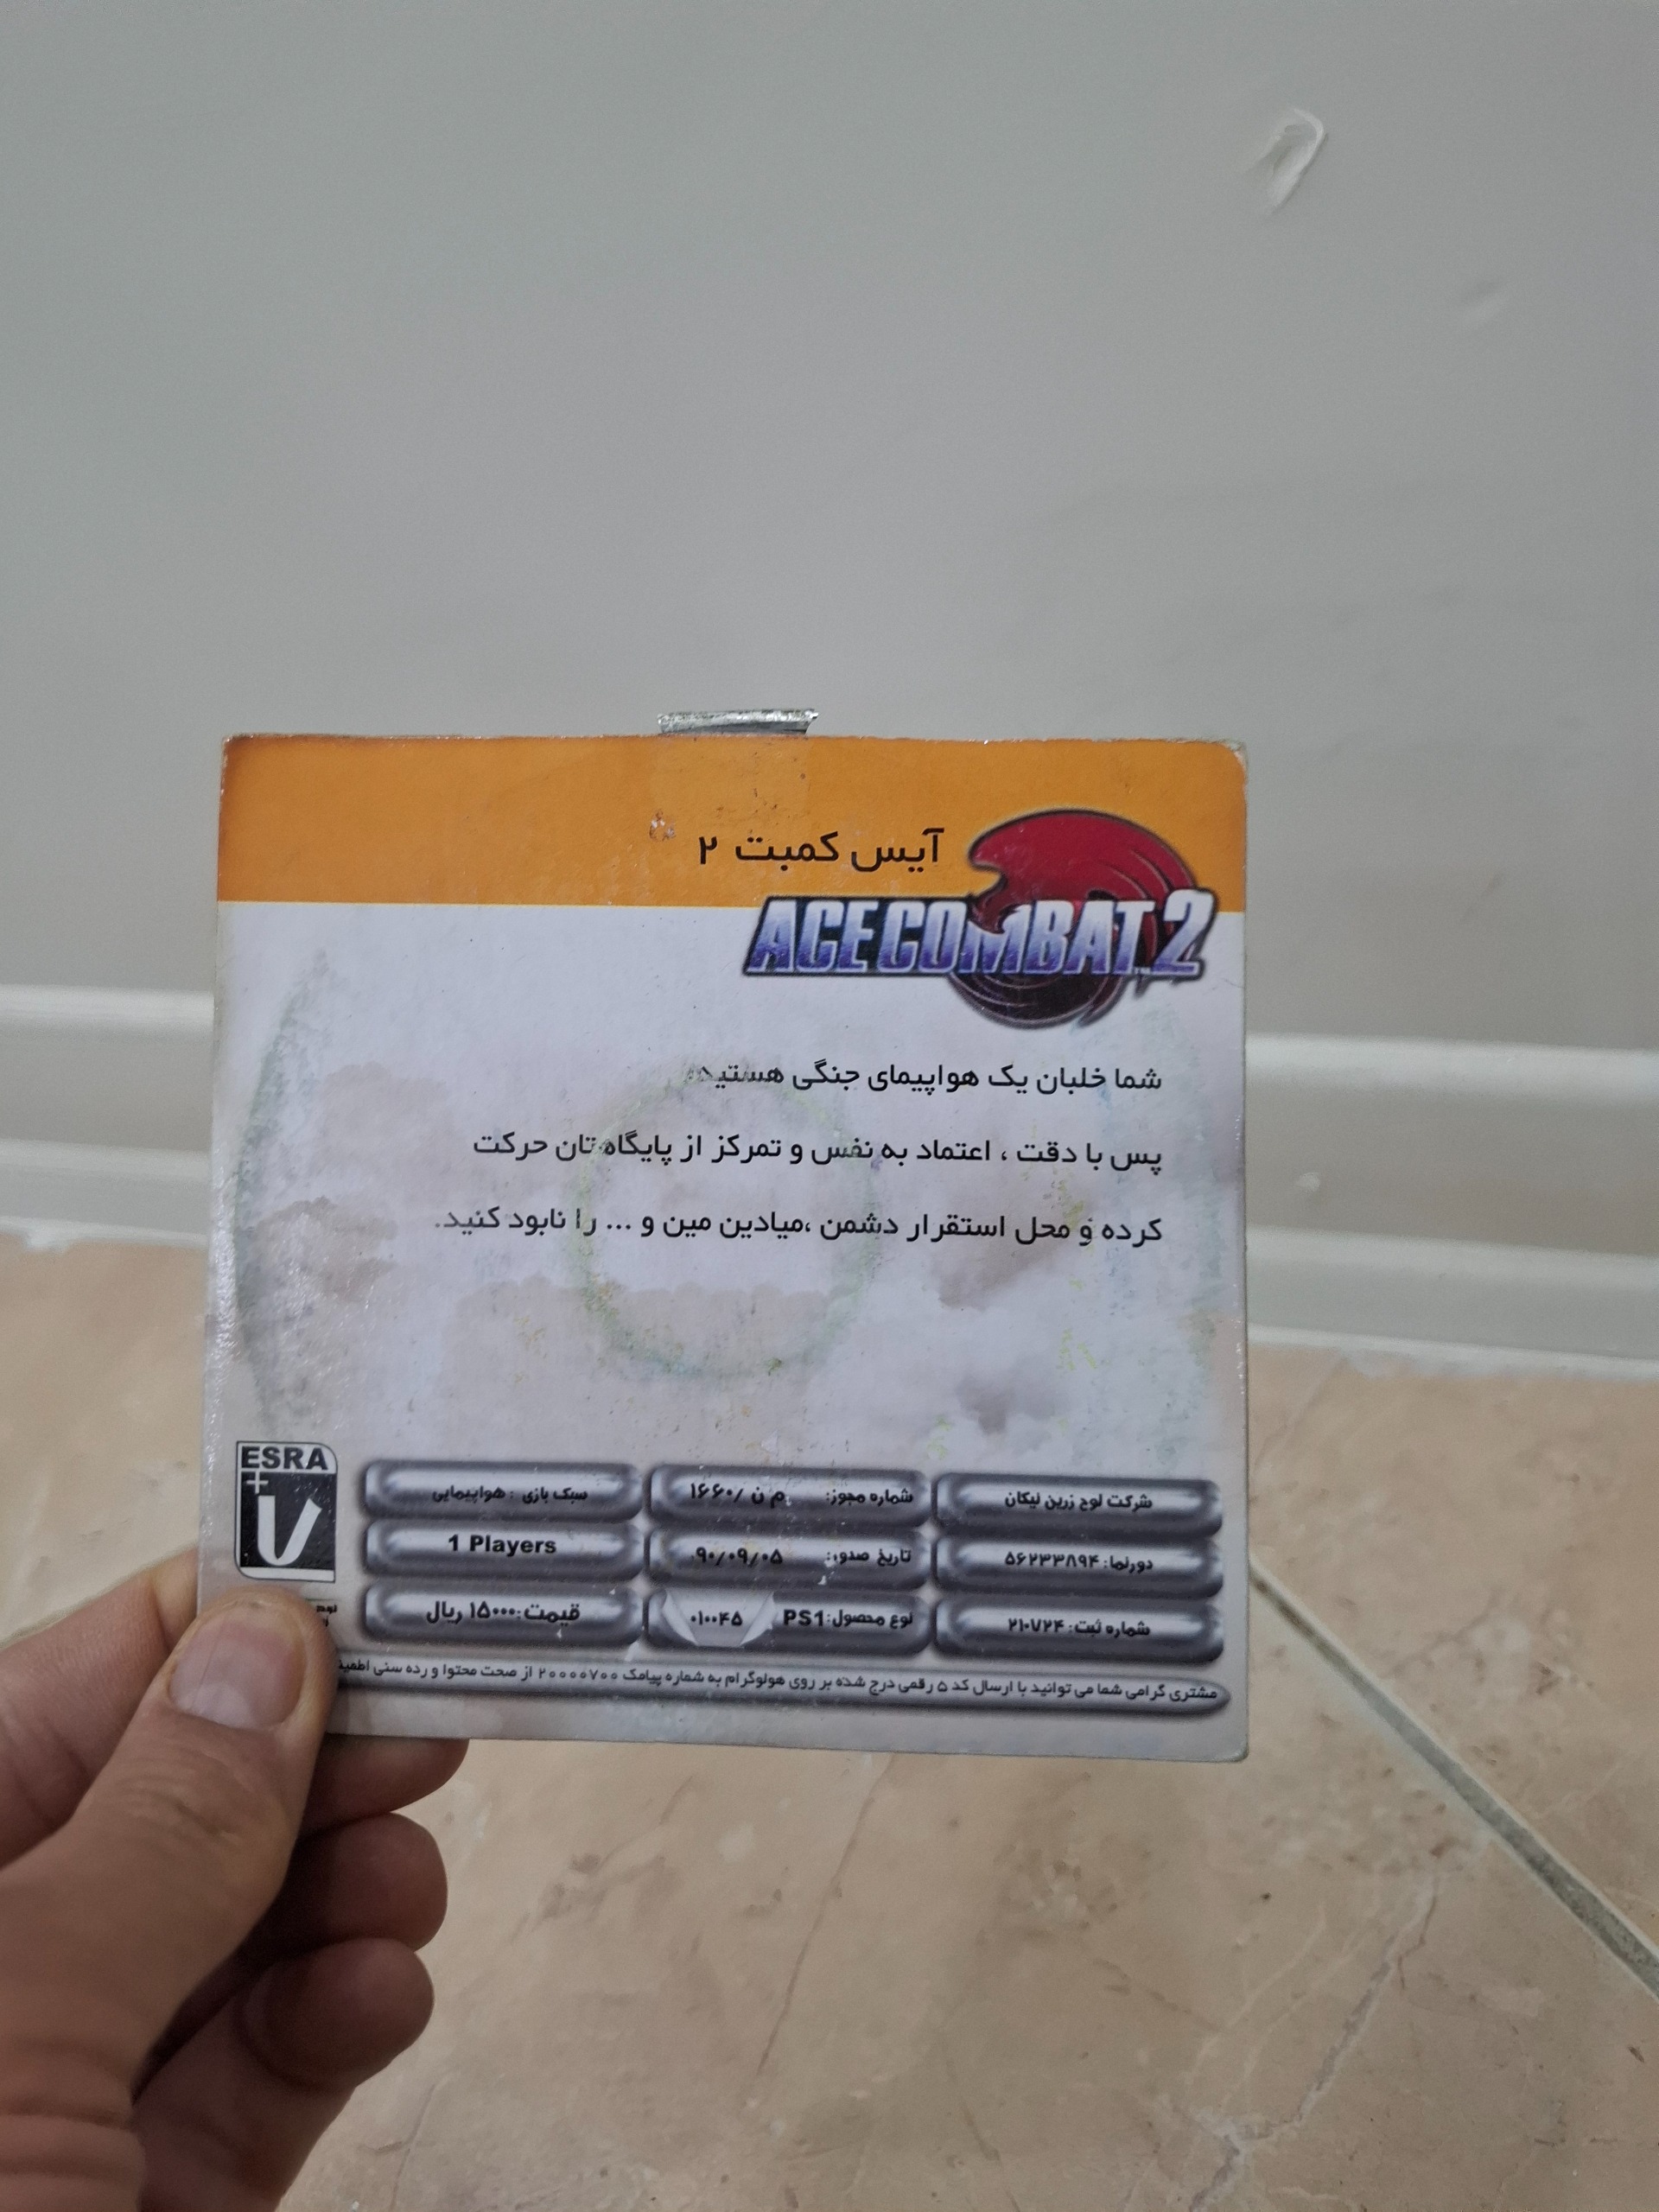 آیس کمبت ۲
ACE COMBAT 2
شما خلبان یک هواپیمای جنگی هستید.
پس با دقت ، اعتماد به نفس و تمرکز از پایگاه تان حرکت
کرده و محل استقرار دشمن ،میادین مین و ... را نابود کنید.
شرکت لوح زرین نیکان
شماره مجوز: ۱۶۶۰/ م ن
سبک بازی : هواپیمایی
ESRA
+۷
دورنما: ۵۶۲۳۳۸۹۴
تاریخ صدور: ۹۰/۰۹/۰۵
1 Players
شماره ثبت: ۲۱۰۷۲۴
نوع محصول: PS1 ۰۱۰۰۴۵
قیمت: ۱۵۰۰۰ ریال
مشتری گرامی شما می توانید با ارسال کد ۵ رقمی درج شده بر روی هولوگرام به شماره پیامک ۲۰۰۰۰۷۰۰ از صحت محتوا و رده سنی